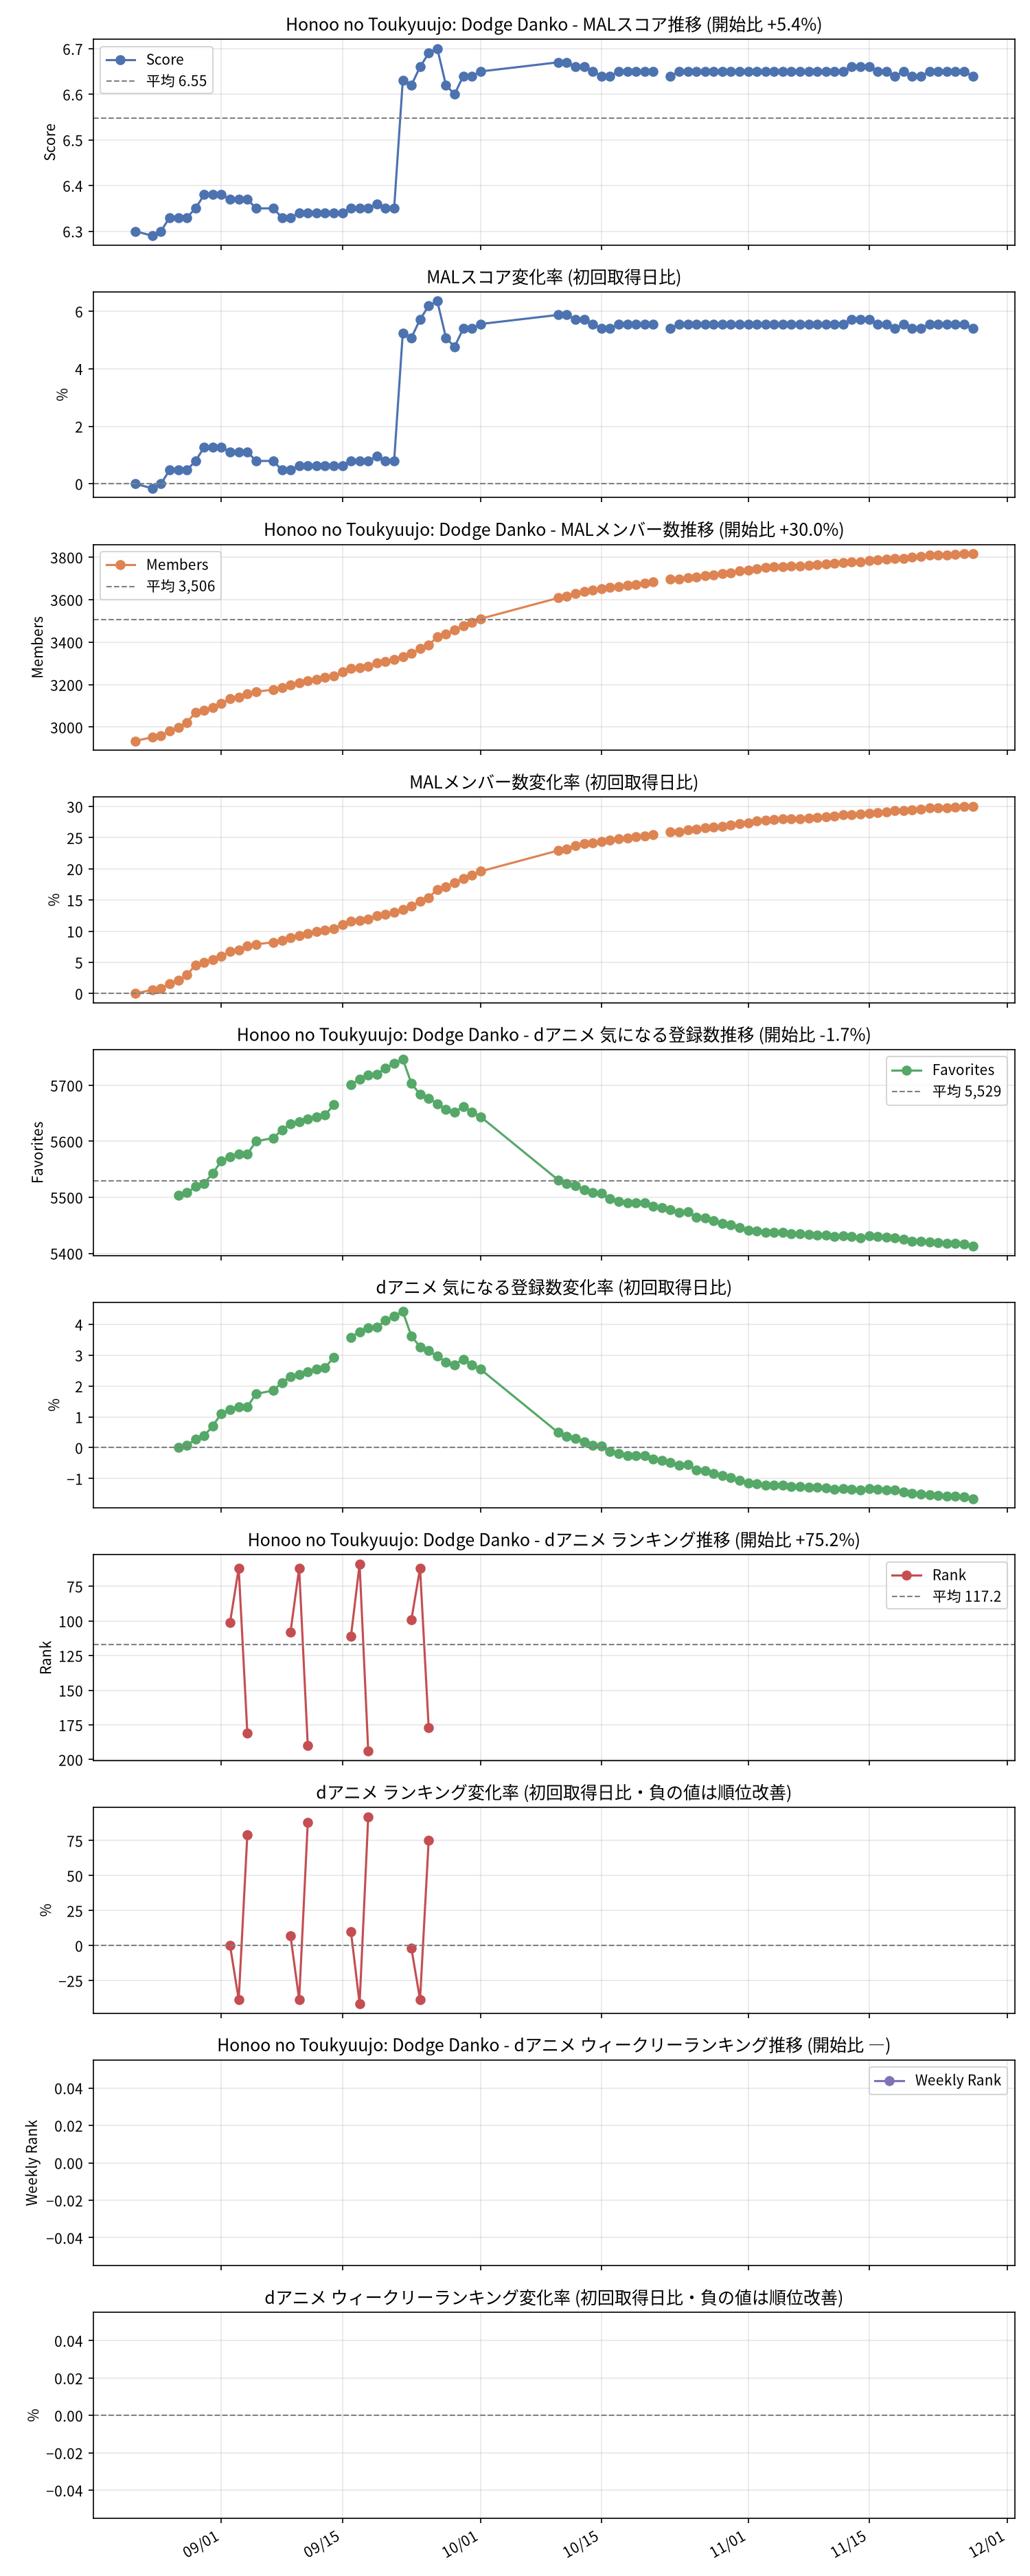 Honoo no Toukyuujo: Dodge Danko - MALスコア推移 (開始比 +5.4%)
6.7
6.6
6.5
6.4
6.3
Score
Score
平均 6.55
MALスコア変化率 (初回取得日比)
6
4
2
0
%
Honoo no Toukyuujo: Dodge Danko - MALメンバー数推移 (開始比 +30.0%)
3800
3600
3400
3200
3000
Members
Members
平均 3,506
MALメンバー数変化率 (初回取得日比)
30
25
20
15
10
5
0
%
Honoo no Toukyuujo: Dodge Danko - dアニメ 気になる登録数推移 (開始比 -1.7%)
5700
5600
5500
5400
Favorites
Favorites
平均 5,529
dアニメ 気になる登録数変化率 (初回取得日比)
4
3
2
1
0
−1
%
Honoo no Toukyuujo: Dodge Danko - dアニメ ランキング推移 (開始比 +75.2%)
75
100
125
150
175
200
Rank
Rank
平均 117.2
dアニメ ランキング変化率 (初回取得日比・負の値は順位改善)
75
50
25
0
−25
%
Honoo no Toukyuujo: Dodge Danko - dアニメ ウィークリーランキング推移 (開始比 —)
0.04
0.02
0.00
−0.02
−0.04
Weekly Rank
Weekly Rank
dアニメ ウィークリーランキング変化率 (初回取得日比・負の値は順位改善)
0.04
0.02
0.00
−0.02
−0.04
%
09/01
09/15
10/01
10/15
11/01
11/15
12/01